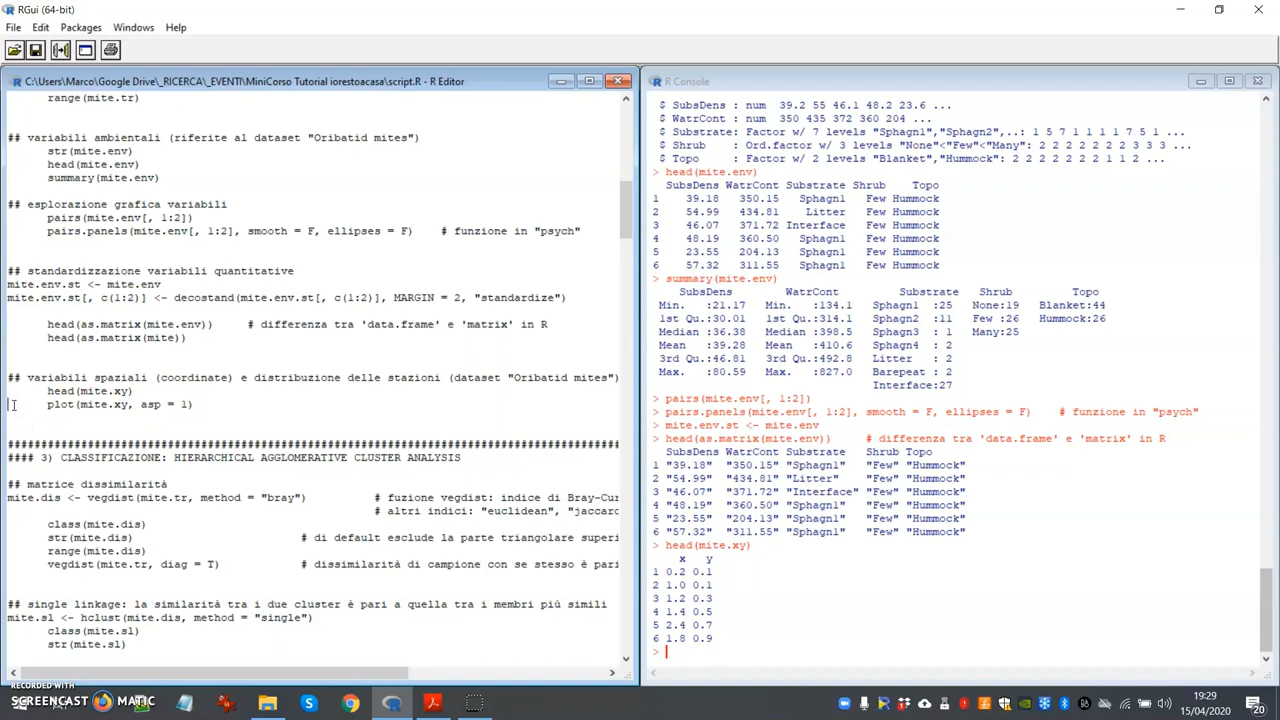 RGui (64-bit)
File Edit Packages Windows Help
C:\Users\Marco\Google Drive\_RICERCA\_EVENTI\MiniCorso Tutorial iorestoacasa\script.R - R Editor
range(mite.tr)
## variabili ambientali (riferite al dataset "Oribatid mites")
str(mite.env)
head(mite.env)
summary(mite.env)
## esplorazione grafica variabili
pairs(mite.env[, 1:2])
pairs.panels(mite.env[, 1:2], smooth = F, ellipses = F) # funzione in "psych"
## standardizzazione variabili quantitative
mite.env.st <- mite.env
mite.env.st[, c(1:2)] <- decostand(mite.env.st[, c(1:2)], MARGIN = 2, "standardize")
head(as.matrix(mite.env)) # differenza tra 'data.frame' e 'matrix' in R
head(as.matrix(mite))
## variabili spaziali (coordinate) e distribuzione delle stazioni (dataset "Oribatid mites")
head(mite.xy)
plot(mite.xy, asp = 1)
############################################################################################
#### 3) CLASSIFICAZIONE: HIERARCHICAL AGGLOMERATIVE CLUSTER ANALYSIS
## matrice dissimilarità
mite.dis <- vegdist(mite.tr, method = "bray") # fuzione vegdist: indice di Bray-Cu
# altri indici: "euclidean", "jaccar
class(mite.dis)
str(mite.dis) # di default esclude la parte triangolare superi
range(mite.dis)
vegdist(mite.tr, diag = T) # dissimilarità di campione con se stesso è pari
## single linkage: la similarità tra i due cluster è pari a quella tra i membri più simili
mite.sl <- hclust(mite.dis, method = "single")
class(mite.sl)
str(mite.sl)
R Console
$ SubsDens : num 39.2 55 46.1 48.2 23.6 ...
$ WatrCont : num 350 435 372 360 204 ...
$ Substrate: Factor w/ 7 levels "Sphagn1","Sphagn2",..: 1 5 7 1 1 1 1 7 5 1 ...
$ Shrub : Ord.factor w/ 3 levels "None"<"Few"<"Many": 2 2 2 2 2 2 2 3 3 3 ...
$ Topo : Factor w/ 2 levels "Blanket","Hummock": 2 2 2 2 2 2 2 1 1 2 ...
> head(mite.env)
SubsDens WatrCont Substrate Shrub Topo
1 39.18 350.15 Sphagn1 Few Hummock
2 54.99 434.81 Litter Few Hummock
3 46.07 371.72 Interface Few Hummock
4 48.19 360.50 Sphagn1 Few Hummock
5 23.55 204.13 Sphagn1 Few Hummock
6 57.32 311.55 Sphagn1 Few Hummock
> summary(mite.env)
SubsDens WatrCont Substrate Shrub Topo
Min. :21.17 Min. :134.1 Sphagn1 :25 None:19 Blanket:44
1st Qu.:30.01 1st Qu.:314.1 Sphagn2 :11 Few :26 Hummock:26
Median :36.38 Median :398.5 Sphagn3 : 1 Many:25
Mean :39.28 Mean :410.6 Sphagn4 : 2
3rd Qu.:46.81 3rd Qu.:492.8 Litter : 2
Max. :80.59 Max. :827.0 Barepeat : 2
Interface:27
> pairs(mite.env[, 1:2])
> pairs.panels(mite.env[, 1:2], smooth = F, ellipses = F) # funzione in "psych"
> mite.env.st <- mite.env
> head(as.matrix(mite.env)) # differenza tra 'data.frame' e 'matrix' in R
SubsDens WatrCont Substrate Shrub Topo
1 "39.18" "350.15" "Sphagn1" "Few" "Hummock"
2 "54.99" "434.81" "Litter" "Few" "Hummock"
3 "46.07" "371.72" "Interface" "Few" "Hummock"
4 "48.19" "360.50" "Sphagn1" "Few" "Hummock"
5 "23.55" "204.13" "Sphagn1" "Few" "Hummock"
6 "57.32" "311.55" "Sphagn1" "Few" "Hummock"
> head(mite.xy)
x y
1 0.2 0.1
2 1.0 0.1
3 1.2 0.3
4 1.4 0.5
5 2.4 0.7
6 1.8 0.9
>
RECORDED WITH
SCREENCAST MATIC
19:29
15/04/2020
20